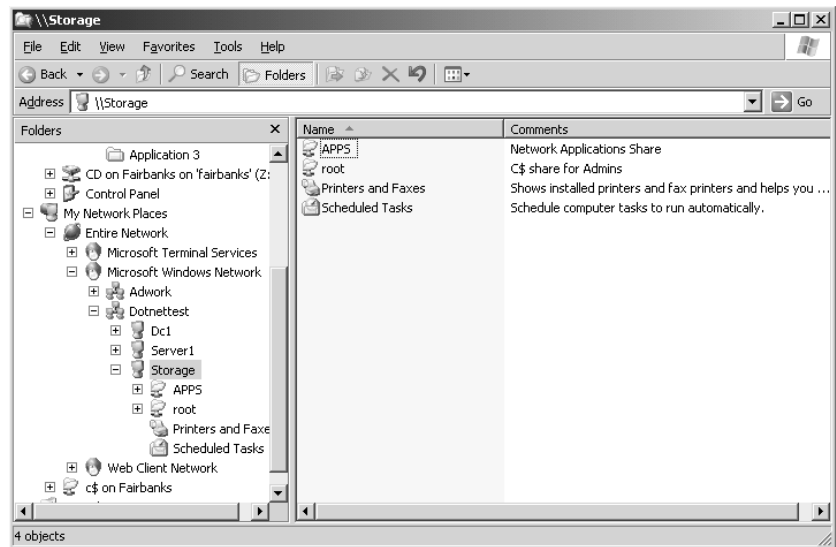 \\Storage
File Edit View Favorites Tools Help
Back Search Folders
Address \\Storage Go
Folders
Application 3
CD on Fairbanks on 'fairbanks' (Z:
Control Panel
My Network Places
Entire Network
Microsoft Terminal Services
Microsoft Windows Network
Adwork
Dotnettest
Dc1
Server1
Storage
APPS
root
Printers and Faxe
Scheduled Tasks
Web Client Network
c$ on Fairbanks
Name Comments
APPS Network Applications Share
root C$ share for Admins
Printers and Faxes Shows installed printers and fax printers and helps you ...
Scheduled Tasks Schedule computer tasks to run automatically.
4 objects